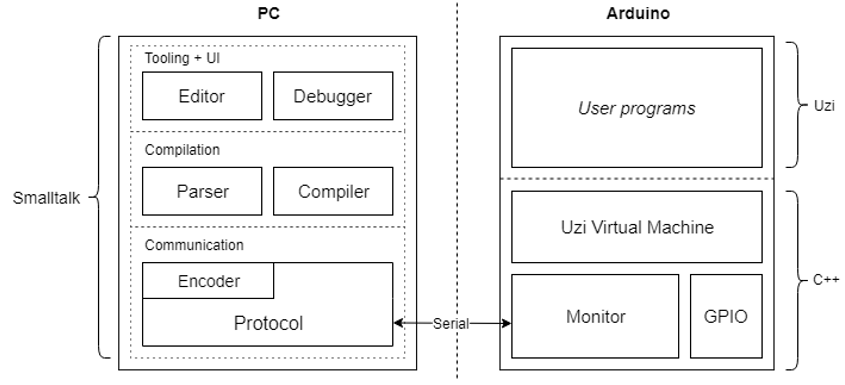 PC
Arduino
Tooling + UI
Editor
Debugger
Compilation
Parser
Compiler
Communication
Encoder
Protocol
Smalltalk
Serial
User programs
Uzi
Uzi Virtual Machine
Monitor
GPIO
C++